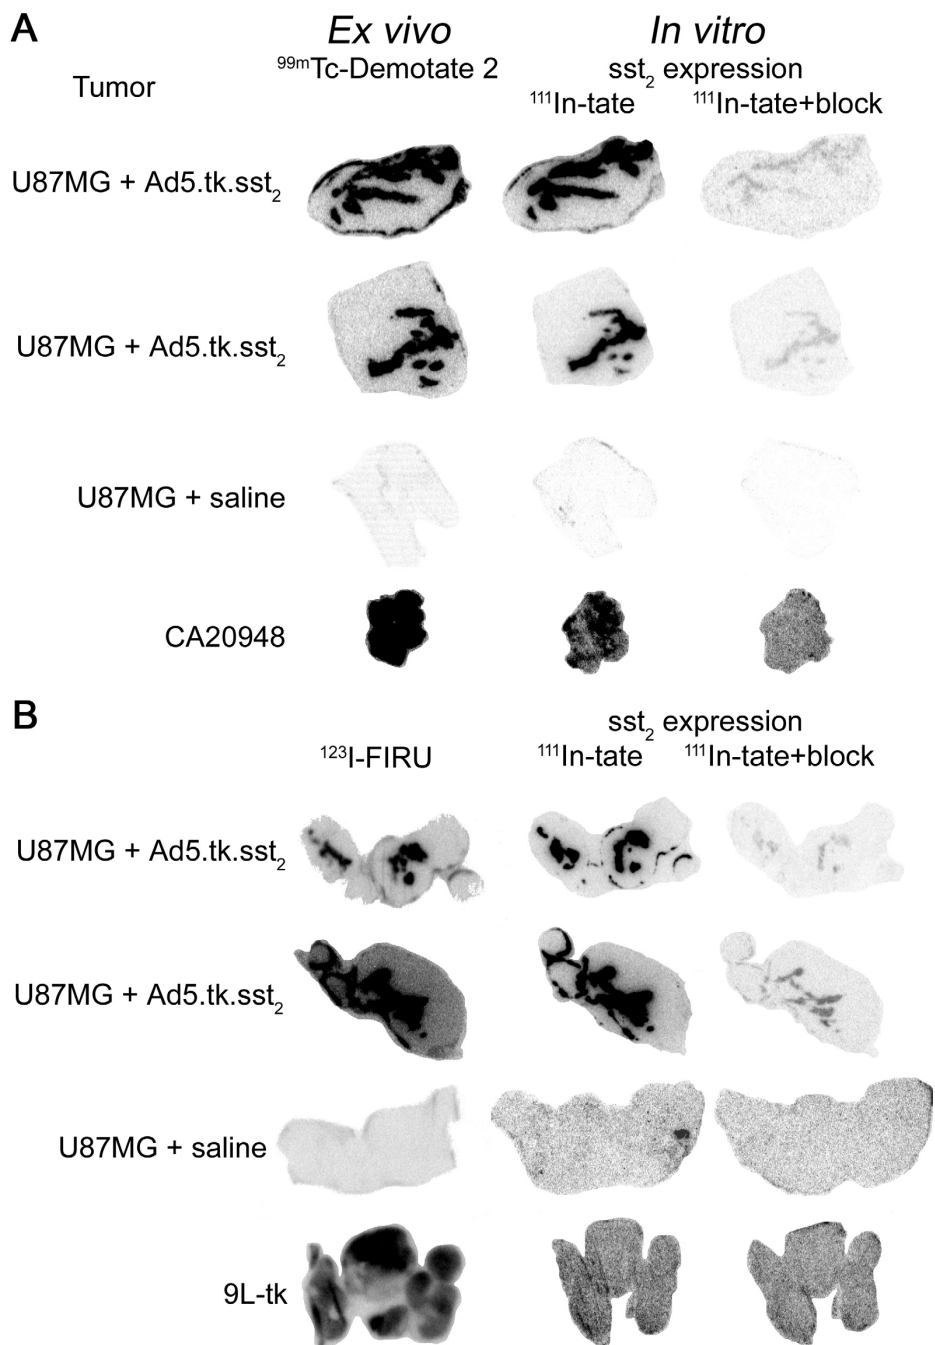 A
Ex vivo In vitro
⁹⁹ᵐTc-Demotate 2 sst₂ expression
Tumor
¹¹¹In-tate ¹¹¹In-tate+block
U87MG + Ad5.tk.sst₂
U87MG + Ad5.tk.sst₂
U87MG + saline
CA20948
B
sst₂ expression
¹²³I-FIRU ¹¹¹In-tate ¹¹¹In-tate+block
U87MG + Ad5.tk.sst₂
U87MG + Ad5.tk.sst₂
U87MG + saline
9L-tk